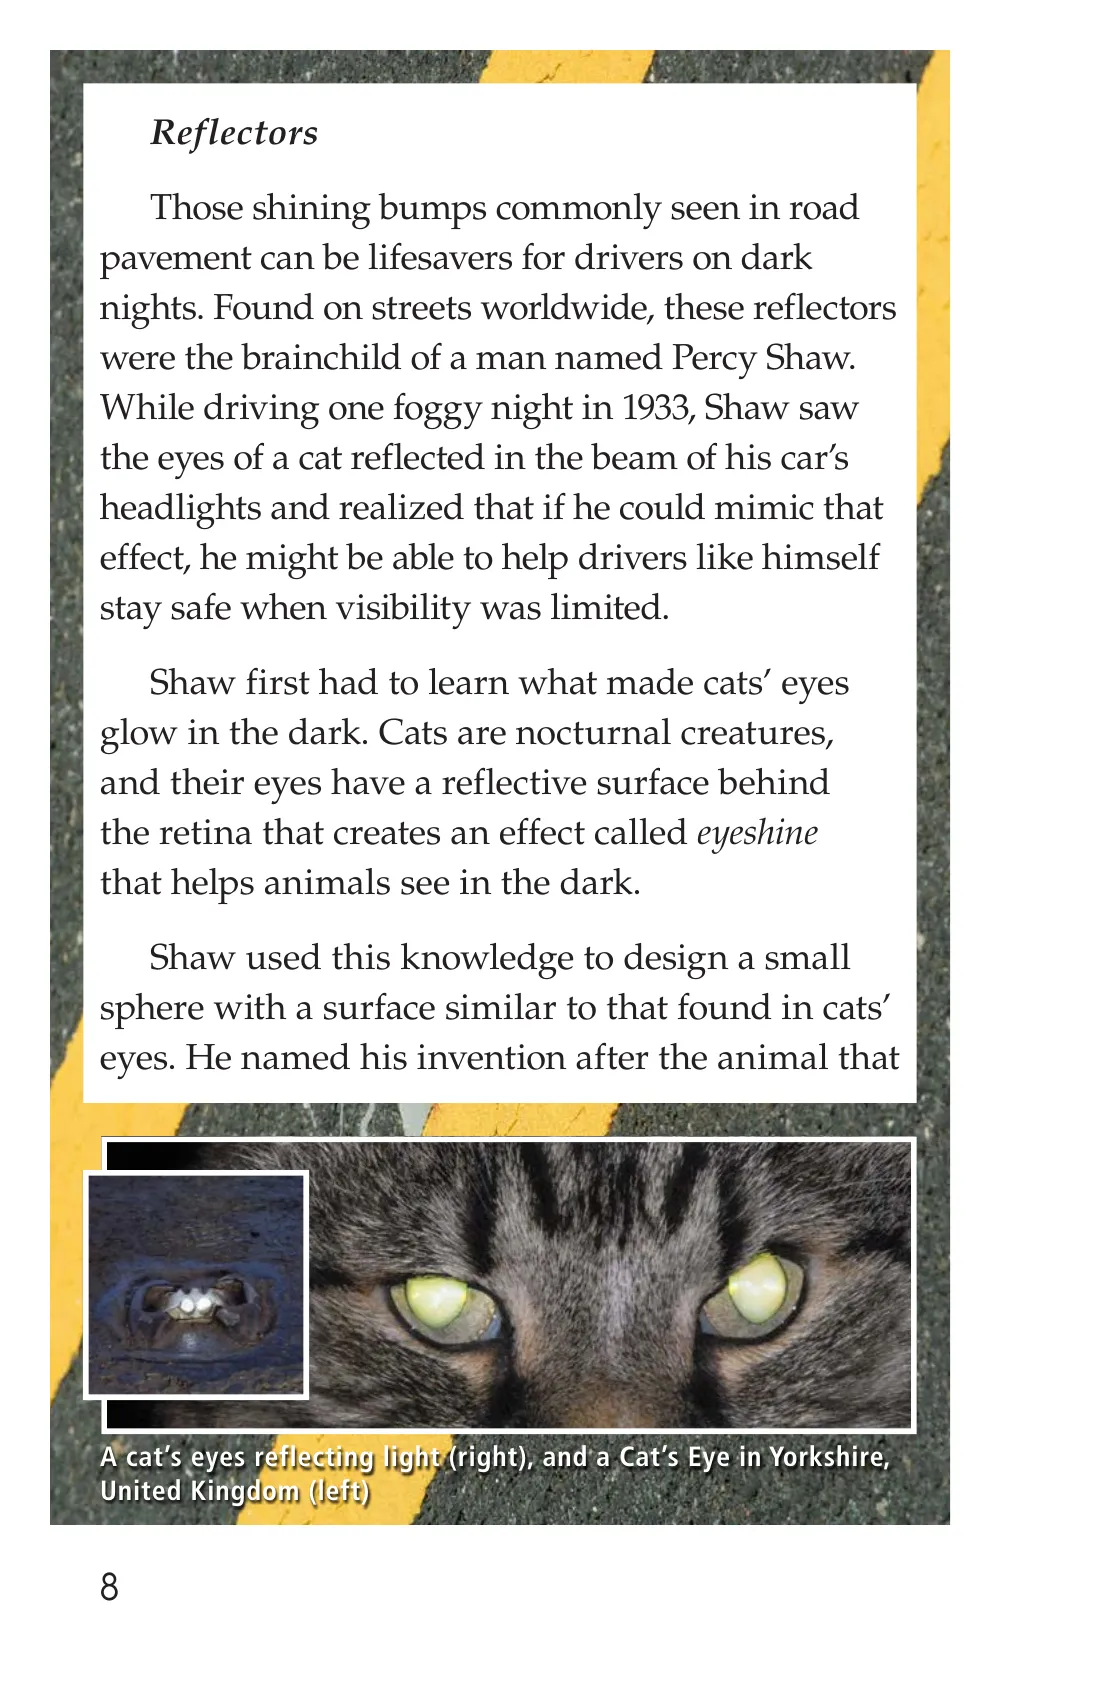 Reflectors
Those shining bumps commonly seen in road
pavement can be lifesavers for drivers on dark
nights. Found on streets worldwide, these reflectors
were the brainchild of a man named Percy Shaw.
While driving one foggy night in 1933, Shaw saw
the eyes of a cat reflected in the beam of his car’s
headlights and realized that if he could mimic that
effect, he might be able to help drivers like himself
stay safe when visibility was limited.
Shaw first had to learn what made cats’ eyes
glow in the dark. Cats are nocturnal creatures,
and their eyes have a reflective surface behind
the retina that creates an effect called eyeshine
that helps animals see in the dark.
Shaw used this knowledge to design a small
sphere with a surface similar to that found in cats’
eyes. He named his invention after the animal that
A cat’s eyes reflecting light (right), and a Cat’s Eye in Yorkshire,
United Kingdom (left)
8